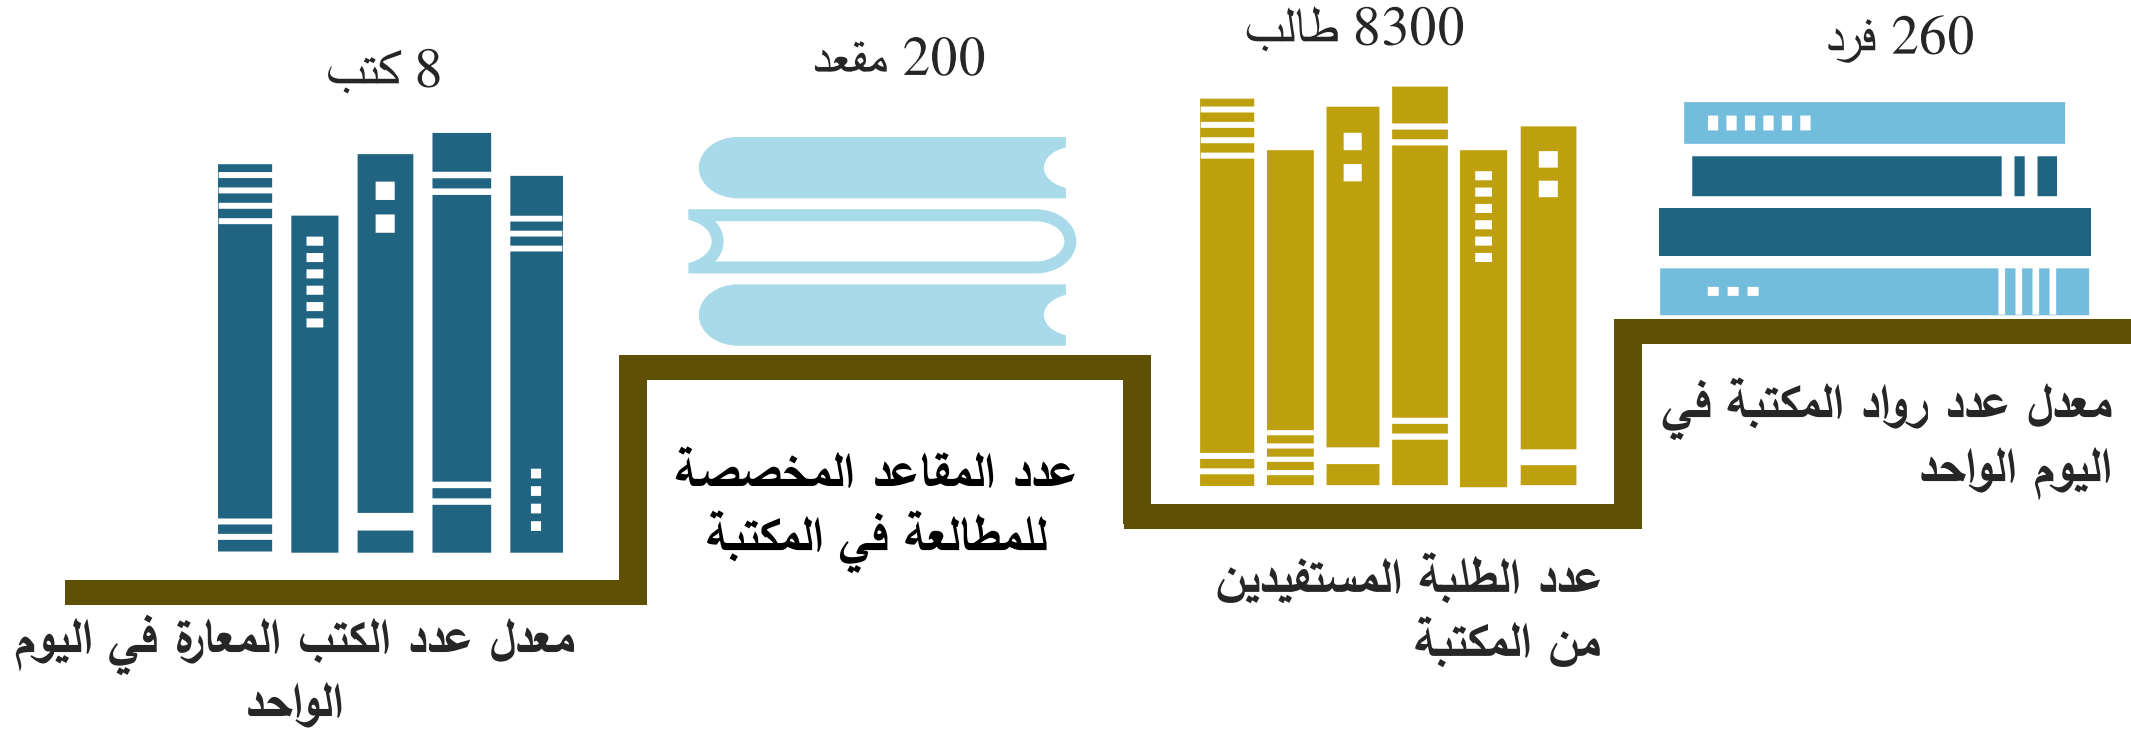 260 فرد
معدل عدد رواد المكتبة في
اليوم الواحد
8300 طالب
عدد الطلبة المستفيدين
من المكتبة
200 مقعد
عدد المقاعد المخصصة
للمطالعة في المكتبة
8 كتب
معدل عدد الكتب المعارة في اليوم
الواحد